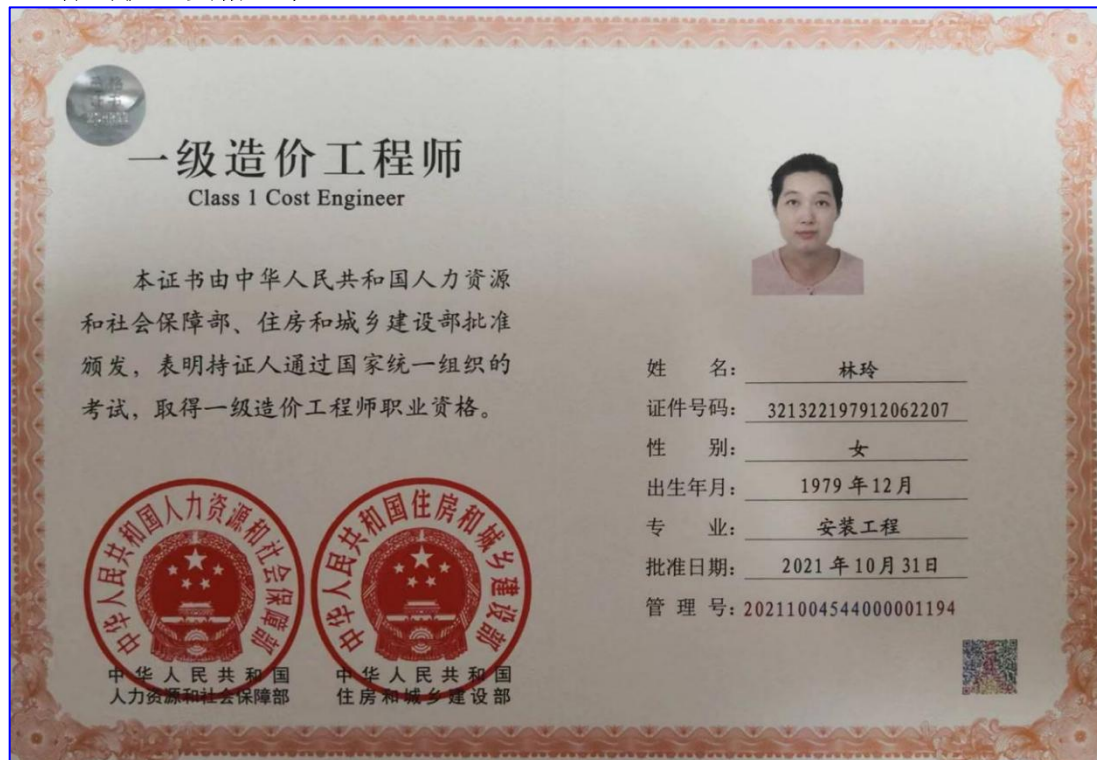 一级造价工程师
Class 1 Cost Engineer
本证书由中华人民共和国人力资源
和社会保障部、住房和城乡建设部批准
颁发，表明持证人通过国家统一组织的
考试，取得一级造价工程师职业资格。
中华人民共和国人力资源和社会保障部
中华人民共和国住房和城乡建设部
中华人民共和国
人力资源和社会保障部
中华人民共和国
住房和城乡建设部
姓 名：林玲
证件号码：321322197912062207
性 别：女
出生年月：1979年12月
专 业：安装工程
批准日期：2021年10月31日
管 理 号：20211004544000001194